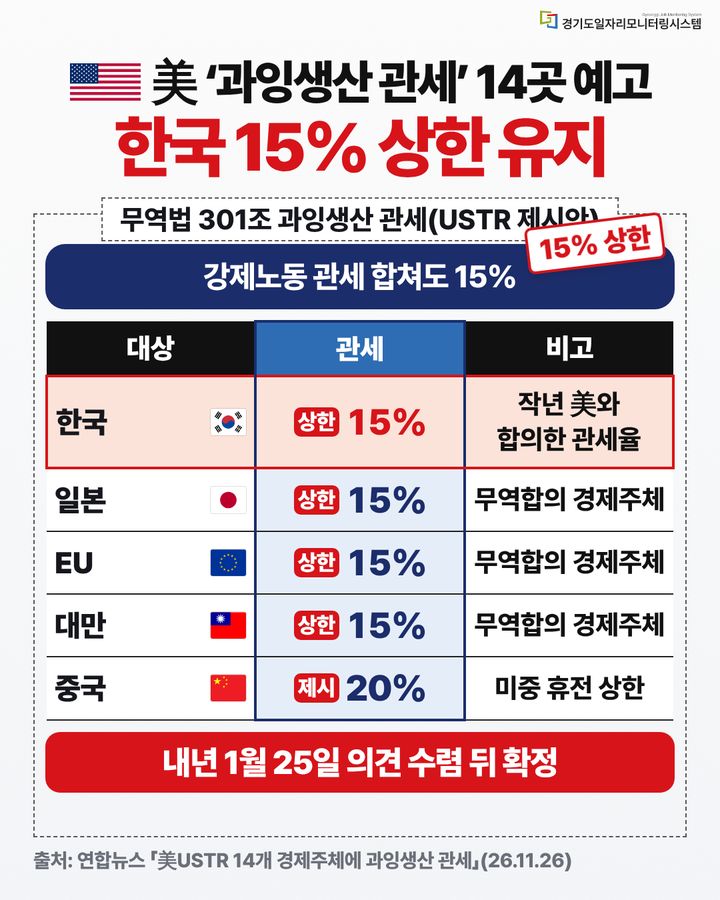 경기도일자리모니터링시스템
美 ‘과잉생산 관세’ 14곳 예고
한국 15% 상한 유지
무역법 301조 과잉생산 관세(USTR 제시안)
15% 상한
강제노동 관세 합쳐도 15%
대상 관세 비고
한국 상한 15% 작년 美와
합의한 관세율
일본 상한 15% 무역합의 경제주체
EU 상한 15% 무역합의 경제주체
대만 상한 15% 무역합의 경제주체
중국 제시 20% 미중 휴전 상한
내년 1월 25일 의견 수렴 뒤 확정
출처: 연합뉴스 「美USTR 14개 경제주체에 과잉생산 관세」(26.11.26)